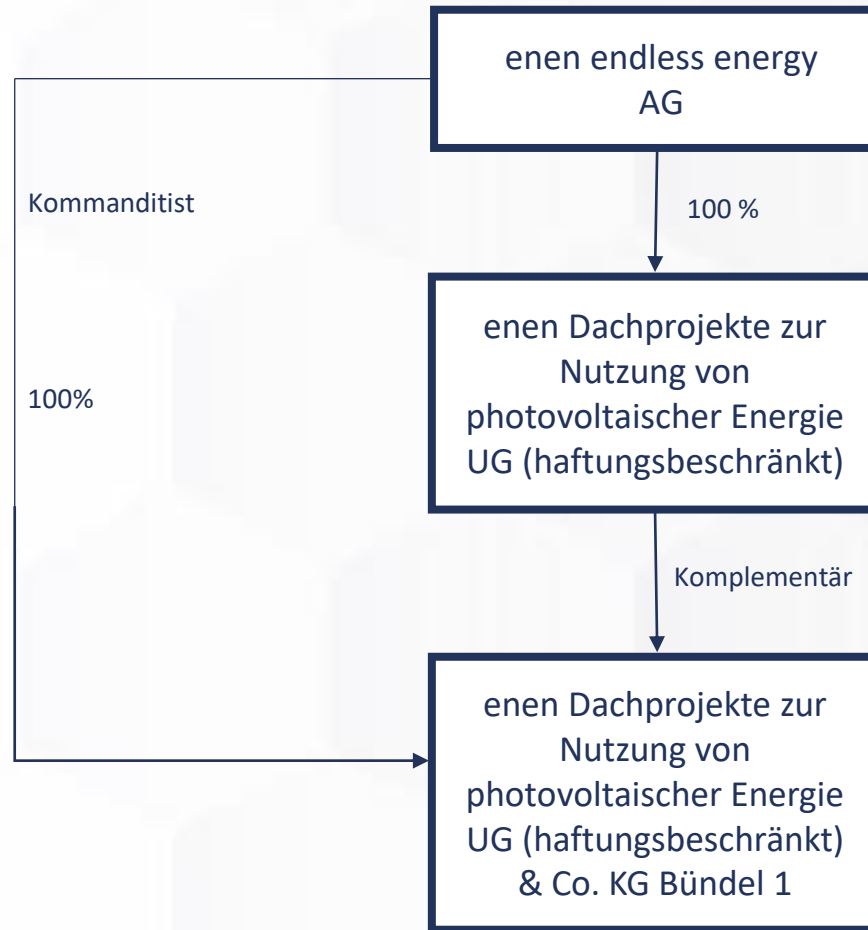 enen endless energy
AG
Kommanditist
100 %
enen Dachprojekte zur
Nutzung von
photovoltaischer Energie
UG (haftungsbeschränkt)
100%
Komplementär
enen Dachprojekte zur
Nutzung von
photovoltaischer Energie
UG (haftungsbeschränkt)
& Co. KG Bündel 1